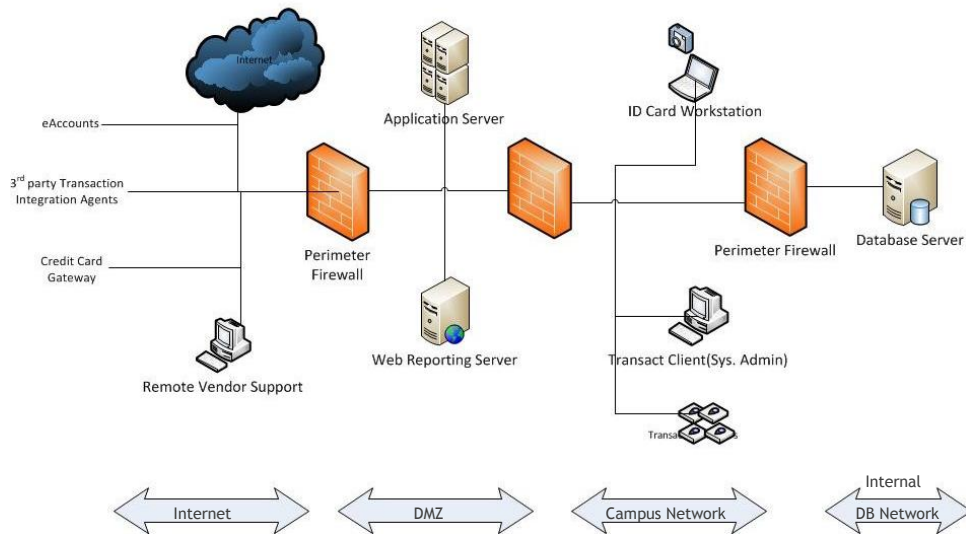 Internet
eAccounts
3rd party Transaction
Integration Agents
Credit Card
Gateway
Remote Vendor Support
Perimeter
Firewall
Application Server
Web Reporting Server
ID Card Workstation
Perimeter Firewall
Database Server
Transact Client(Sys. Admin)
Internet
DMZ
Campus Network
Internal
DB Network